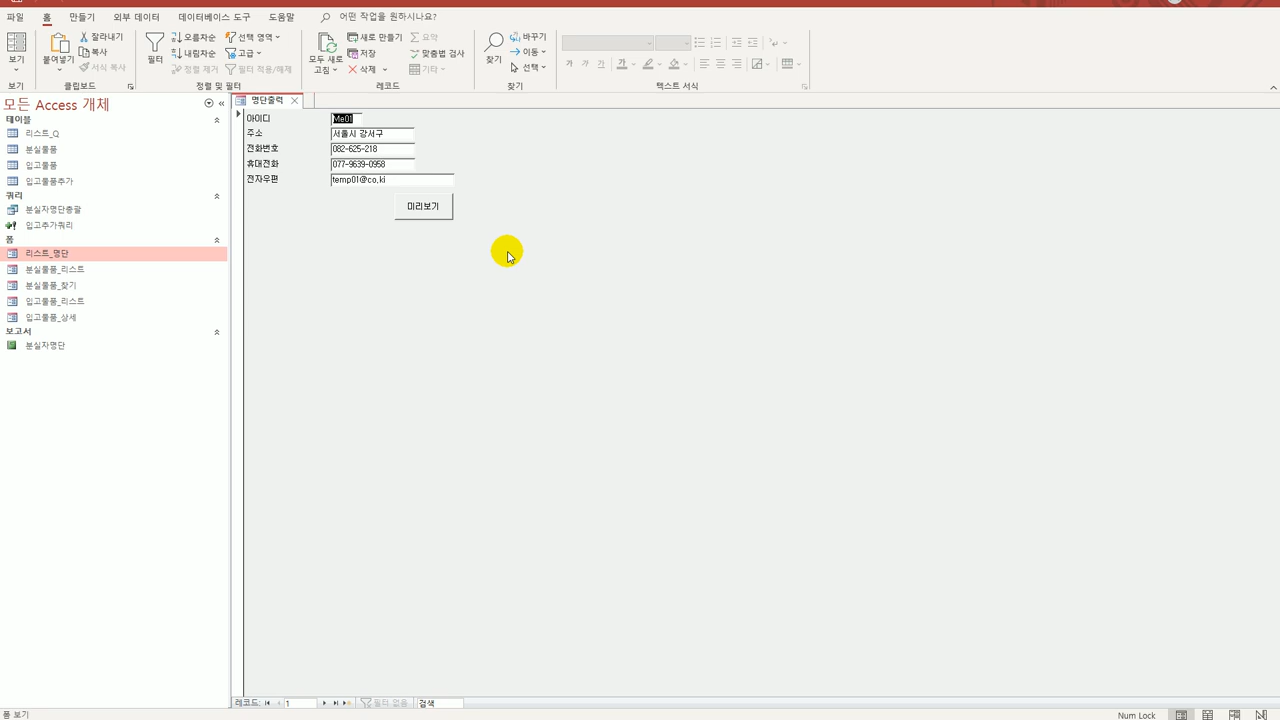 파일 홈 만들기 외부 데이터 데이터베이스 도구 도움말 어떤 작업을 원하시나요?
보기
보기
붙여넣기
잘라내기
복사
서식 복사
클립보드
필터
오름차순
내림차순
정렬 제거
선택 영역
고급
필터 적용/해제
정렬 및 필터
모두 새로 고침
새로 만들기
저장
삭제
요약
맞춤법 검사
기타
레코드
찾기
바꾸기
이동
선택
찾기
텍스트 서식
모든 Access 개체
테이블
리스트_Q
분실물품
입고물품
입고물품추가
쿼리
분실자명단총괄
입고추가쿼리
폼
리스트_명단
분실물품_리스트
분실물품_찾기
입고물품_리스트
입고물품_상세
보고서
분실자명단
명단출력
아이디 Me01
주소 서울시 강서구
전화번호 082-625-218
휴대전화 077-9639-0958
전자우편 temp01@co.ki
미리보기
레코드: 1 필터 없음 검색
폼 보기 Num Lock